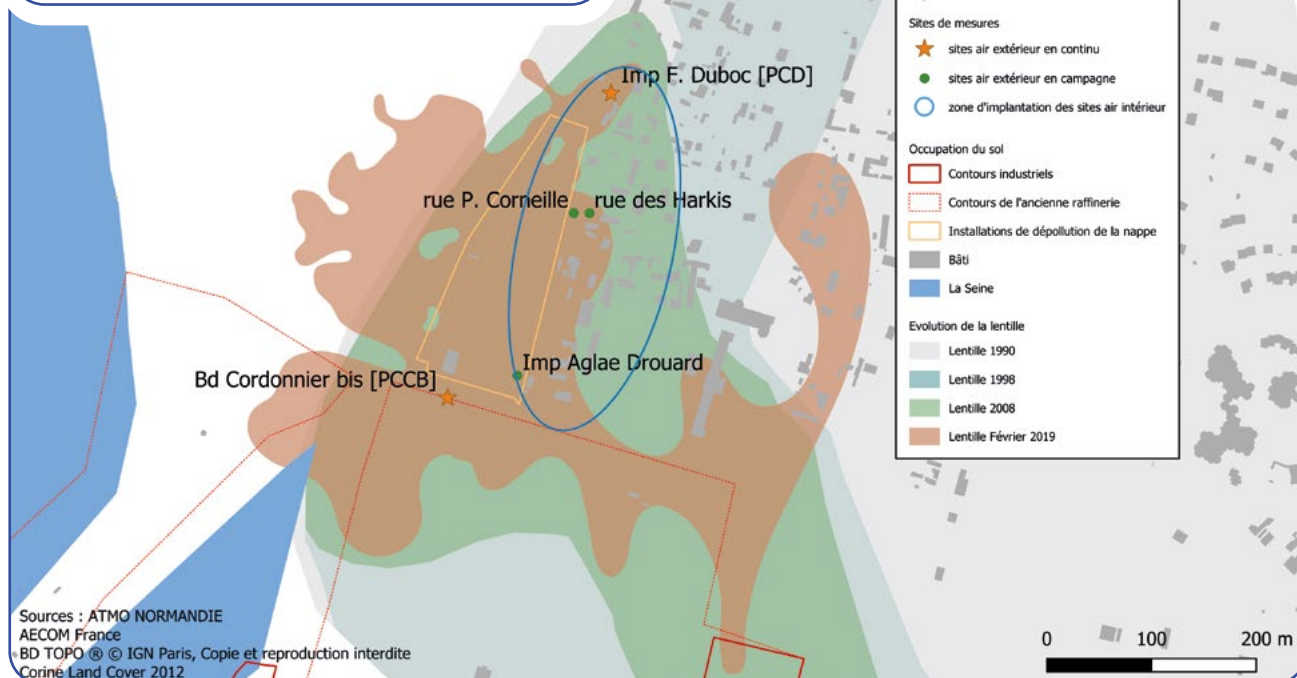 Sites de mesures
sites air extérieur en continu
sites air extérieur en campagne
zone d'implantation des sites air intérieur
Occupation du sol
Contours industriels
Contours de l'ancienne raffinerie
Installations de dépollution de la nappe
Bâti
La Seine
Evolution de la lentille
Lentille 1990
Lentille 1998
Lentille 2008
Lentille Février 2019
Imp F. Duboc [PCD]
rue P. Corneille
rue des Harkis
Imp Aglae Drouard
Bd Cordonnier bis [PCCB]
Sources : ATMO NORMANDIE
AECOM France
BD TOPO ® © IGN Paris, Copie et reproduction interdite
Corine Land Cover 2012
0 100 200 m